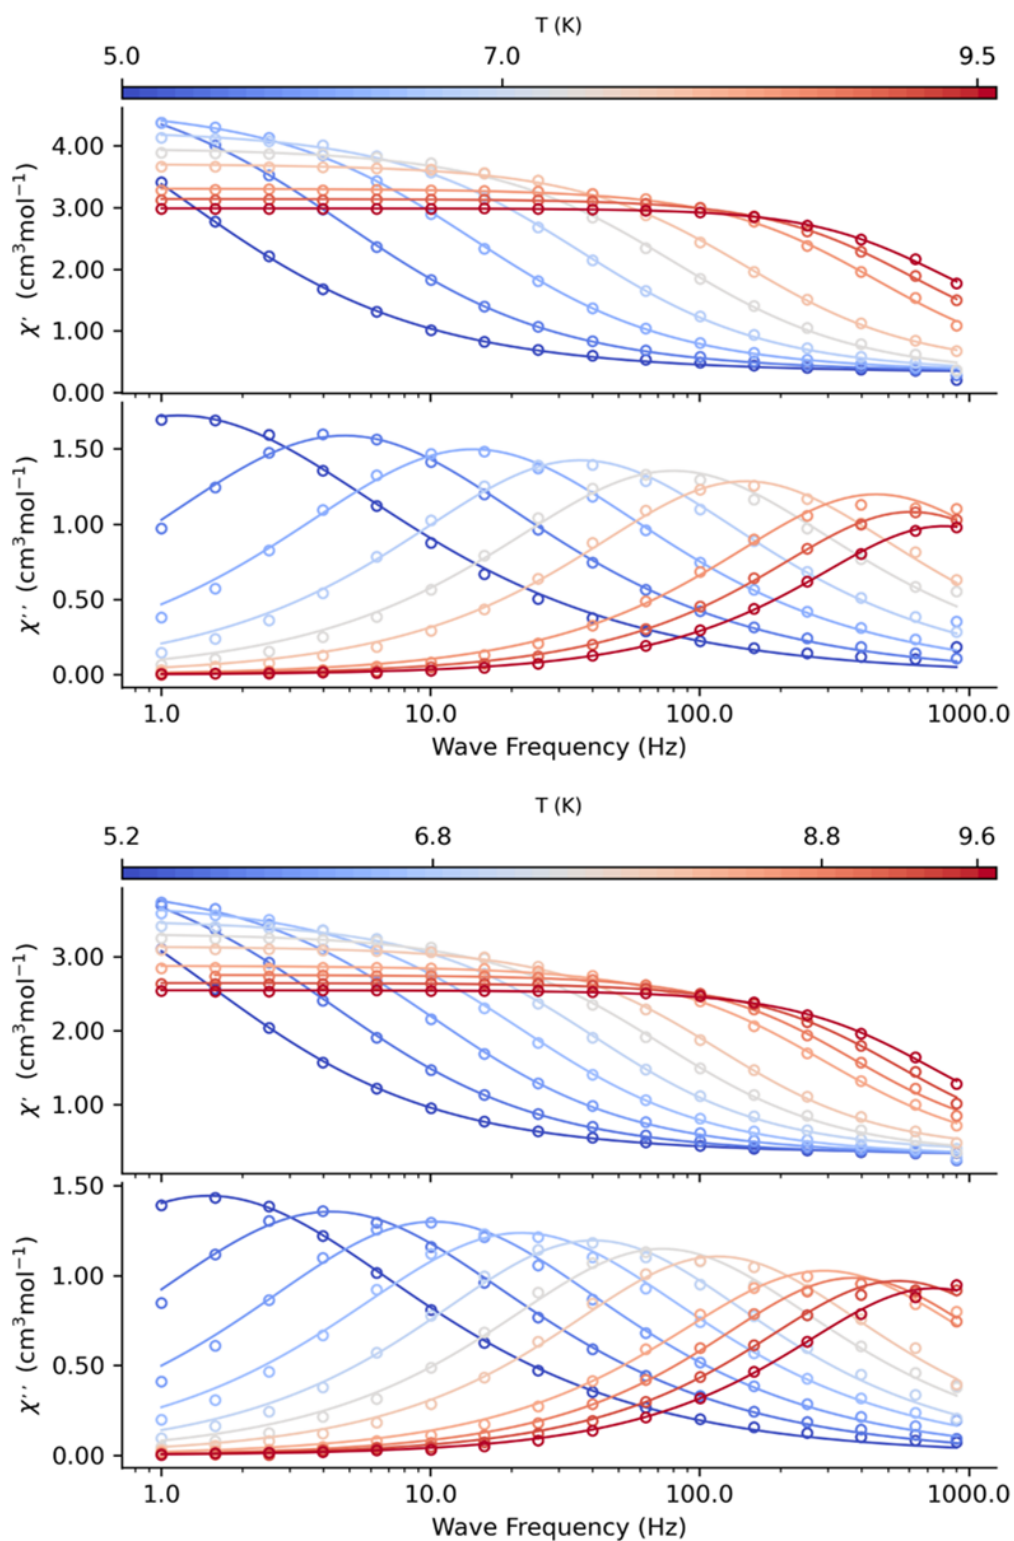 T (K)
5.0 7.0 9.5
4.00
3.00
2.00
1.00
0.00
χ′ (cm³mol⁻¹)
1.50
1.00
0.50
0.00
χ′′ (cm³mol⁻¹)
1.0 10.0 100.0 1000.0
Wave Frequency (Hz)
T (K)
5.2 6.8 8.8 9.6
3.00
2.00
1.00
χ′ (cm³mol⁻¹)
1.50
1.00
0.50
0.00
χ′′ (cm³mol⁻¹)
1.0 10.0 100.0 1000.0
Wave Frequency (Hz)